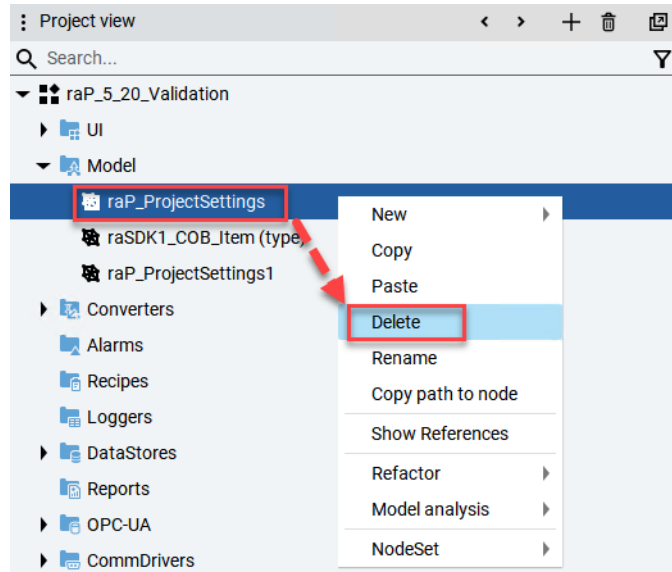 Project view
Search...
raP_5_20_Validation
UI
Model
raP_ProjectSettings
raSDK1_COB_Item (type)
raP_ProjectSettings1
Converters
Alarms
Recipes
Loggers
DataStores
Reports
OPC-UA
CommDrivers
New
Copy
Paste
Delete
Rename
Copy path to node
Show References
Refactor
Model analysis
NodeSet